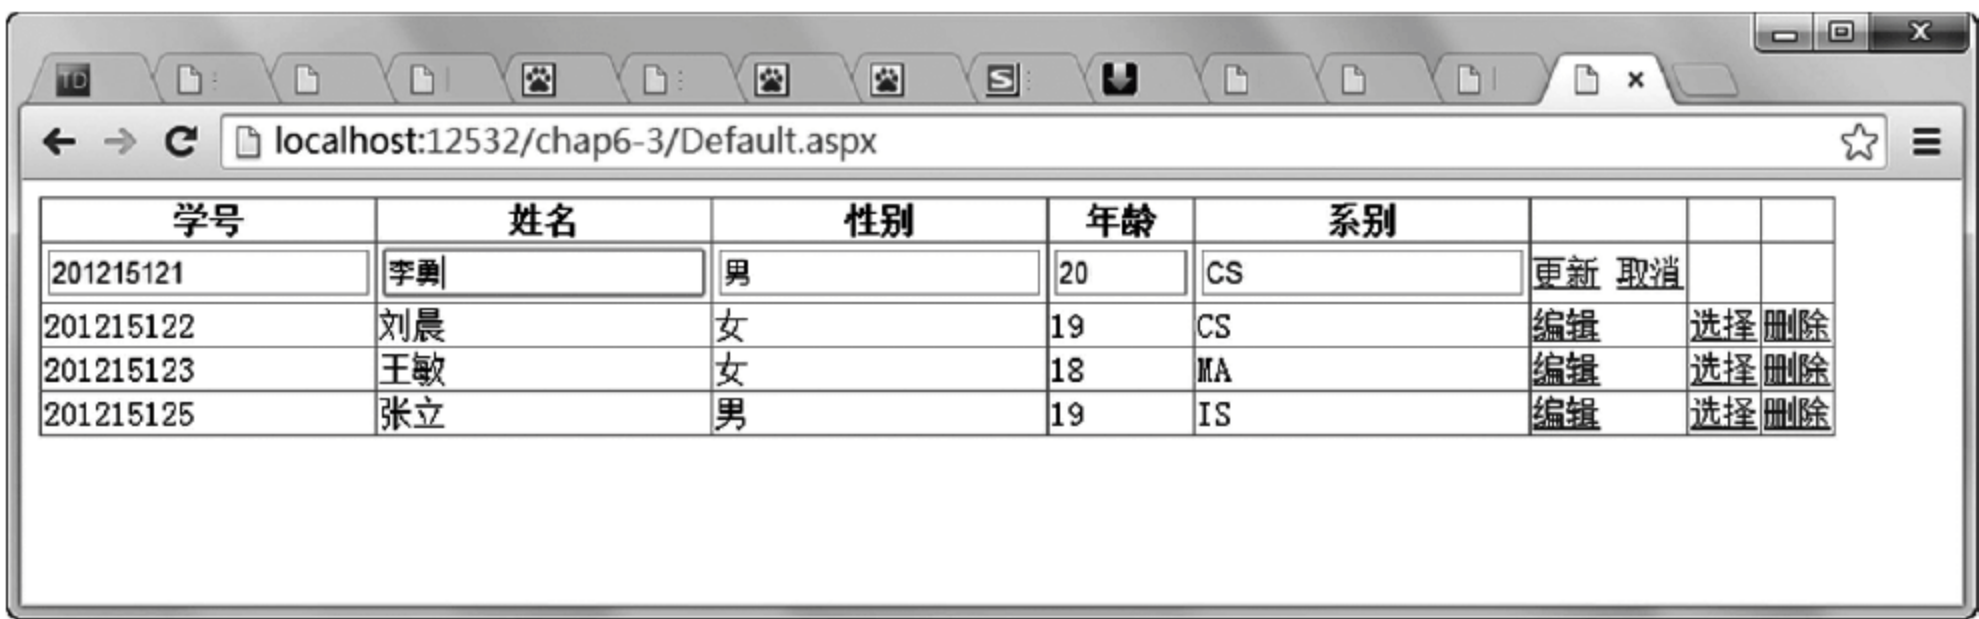 TD
S
localhost:12532/chap6-3/Default.aspx
学号 姓名 性别 年龄 系别
201215121 李勇 男 20 CS 更新 取消
201215122 刘晨 女 19 CS 编辑 选择 删除
201215123 王敏 女 18 MA 编辑 选择 删除
201215125 张立 男 19 IS 编辑 选择 删除